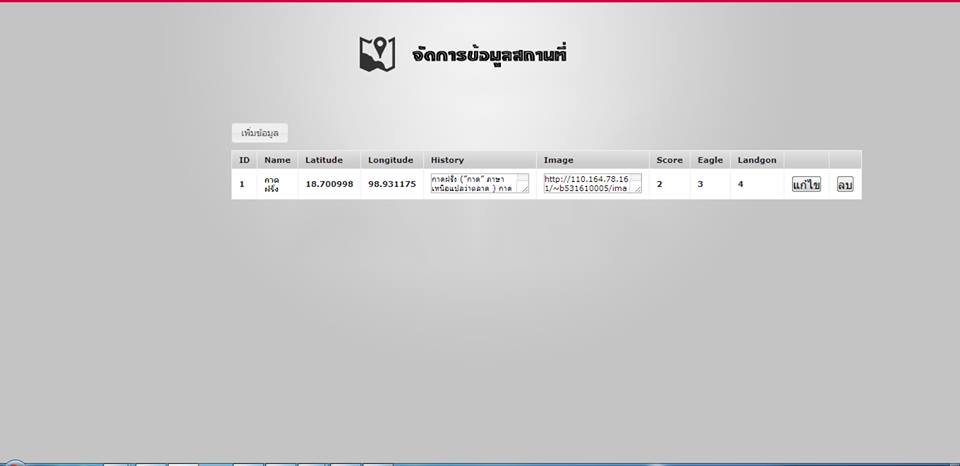 จัดการข้อมูลสถานที่
เพิ่มข้อมูล
ID Name Latitude Longitude History Image Score Eagle Landgon
1 กาด ฝรั่ง 18.700998 98.931175 กาดฝรั่ง ("กาด" ภาษา http://110.164.78.16 2 3 4 แก้ไข ลบ
เหนือแปลว่าตลาด ) กาด 1/~b531610005/ima